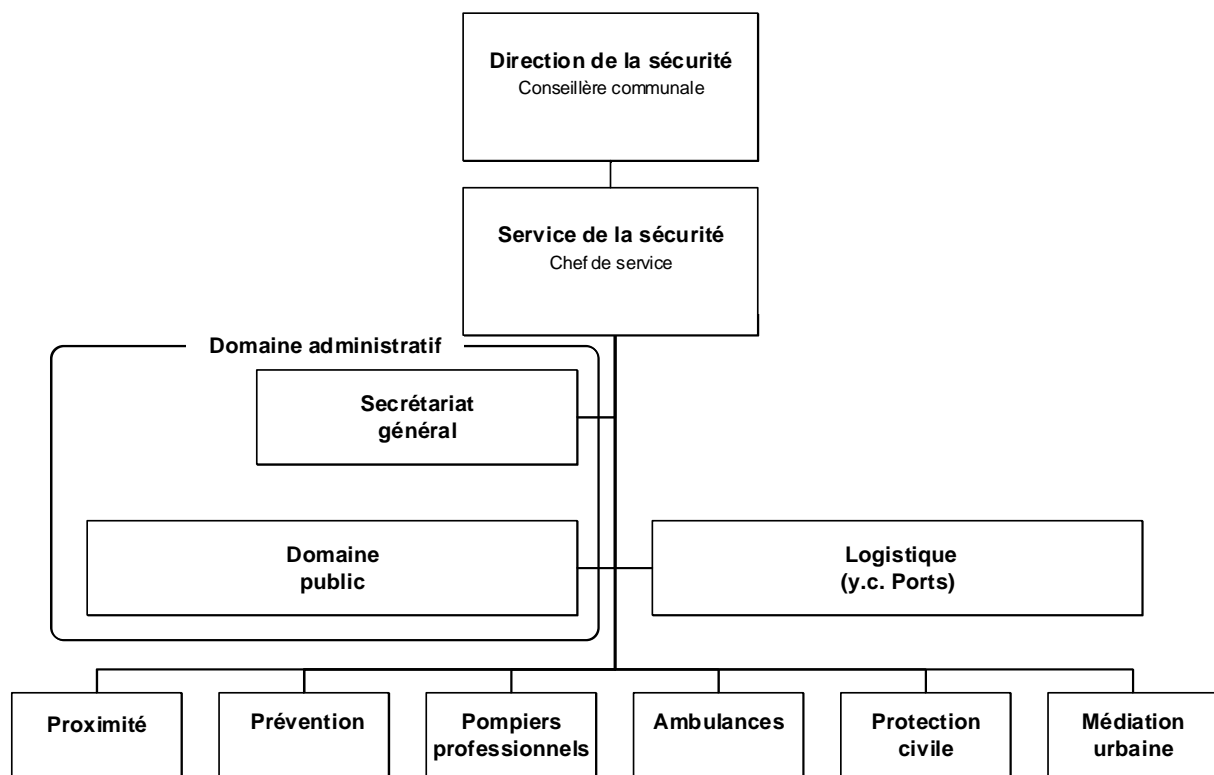 Direction de la sécurité
Conseillère communale
Service de la sécurité
Chef de service
Domaine administratif
Secrétariat
général
Domaine
public
Logistique
(y.c. Ports)
Proximité
Prévention
Pompiers
professionnels
Ambulances
Protection
civile
Médiation
urbaine